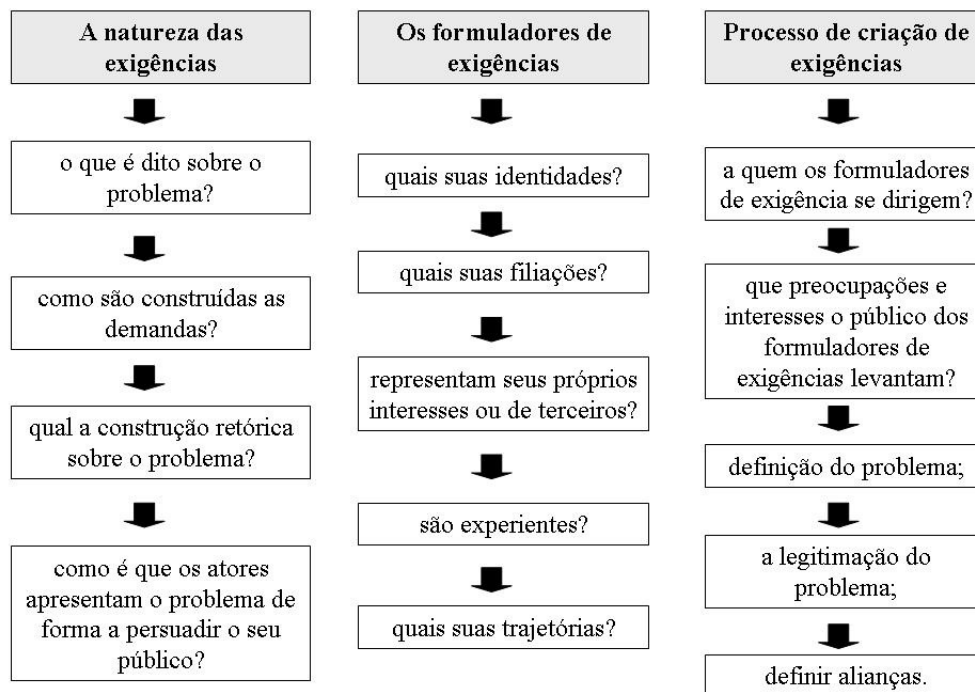 A natureza das
exigências
o que é dito sobre o
problema?
como são construídas as
demandas?
qual a construção retórica
sobre o problema?
como é que os atores
apresentam o problema de
forma a persuadir o seu
público?
Os formuladores de
exigências
quais suas identidades?
quais suas filiações?
representam seus próprios
interesses ou de terceiros?
são experientes?
quais suas trajetórias?
Processo de criação de
exigências
a quem os formuladores
de exigência se dirigem?
que preocupações e
interesses o público dos
formuladores de
exigências levantam?
definição do problema;
a legitimação do
problema;
definir alianças.